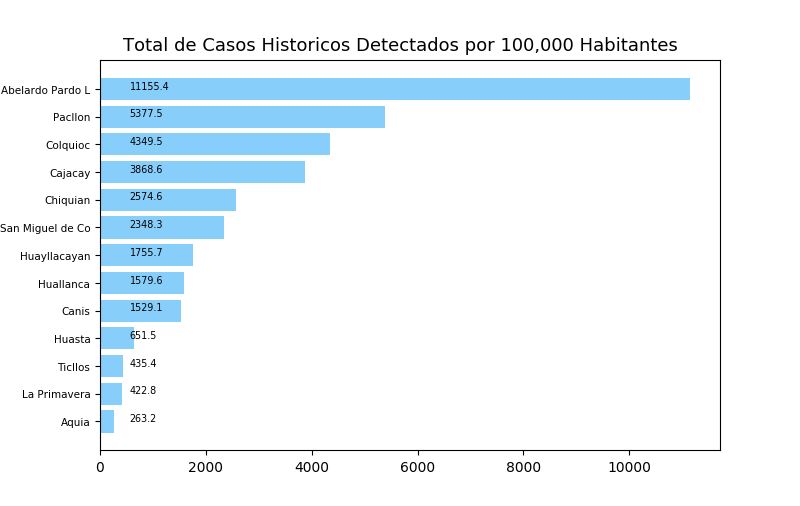 Total de Casos Historicos Detectados por 100,000 Habitantes
Abelardo Pardo L 11155.4
Pacllon 5377.5
Colquioc 4349.5
Cajacay 3868.6
Chiquian 2574.6
San Miguel de Co 2348.3
Huayllacayan 1755.7
Huallanca 1579.6
Canis 1529.1
Huasta 651.5
Ticllos 435.4
La Primavera 422.8
Aquia 263.2
0 2000 4000 6000 8000 10000